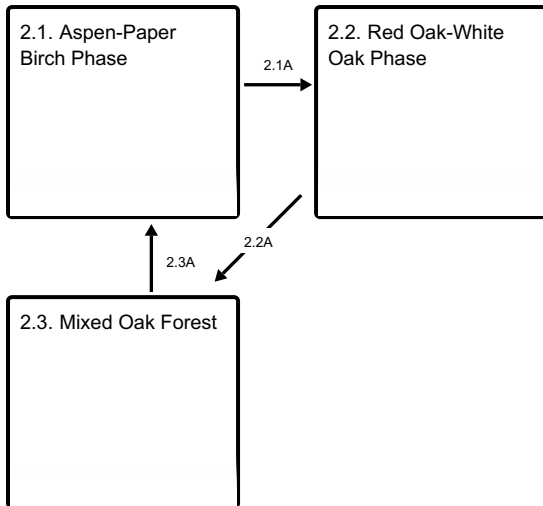 2.1. Aspen-Paper
Birch Phase
2.1A
2.2. Red Oak-White
Oak Phase
2.2A
2.3A
2.3. Mixed Oak Forest